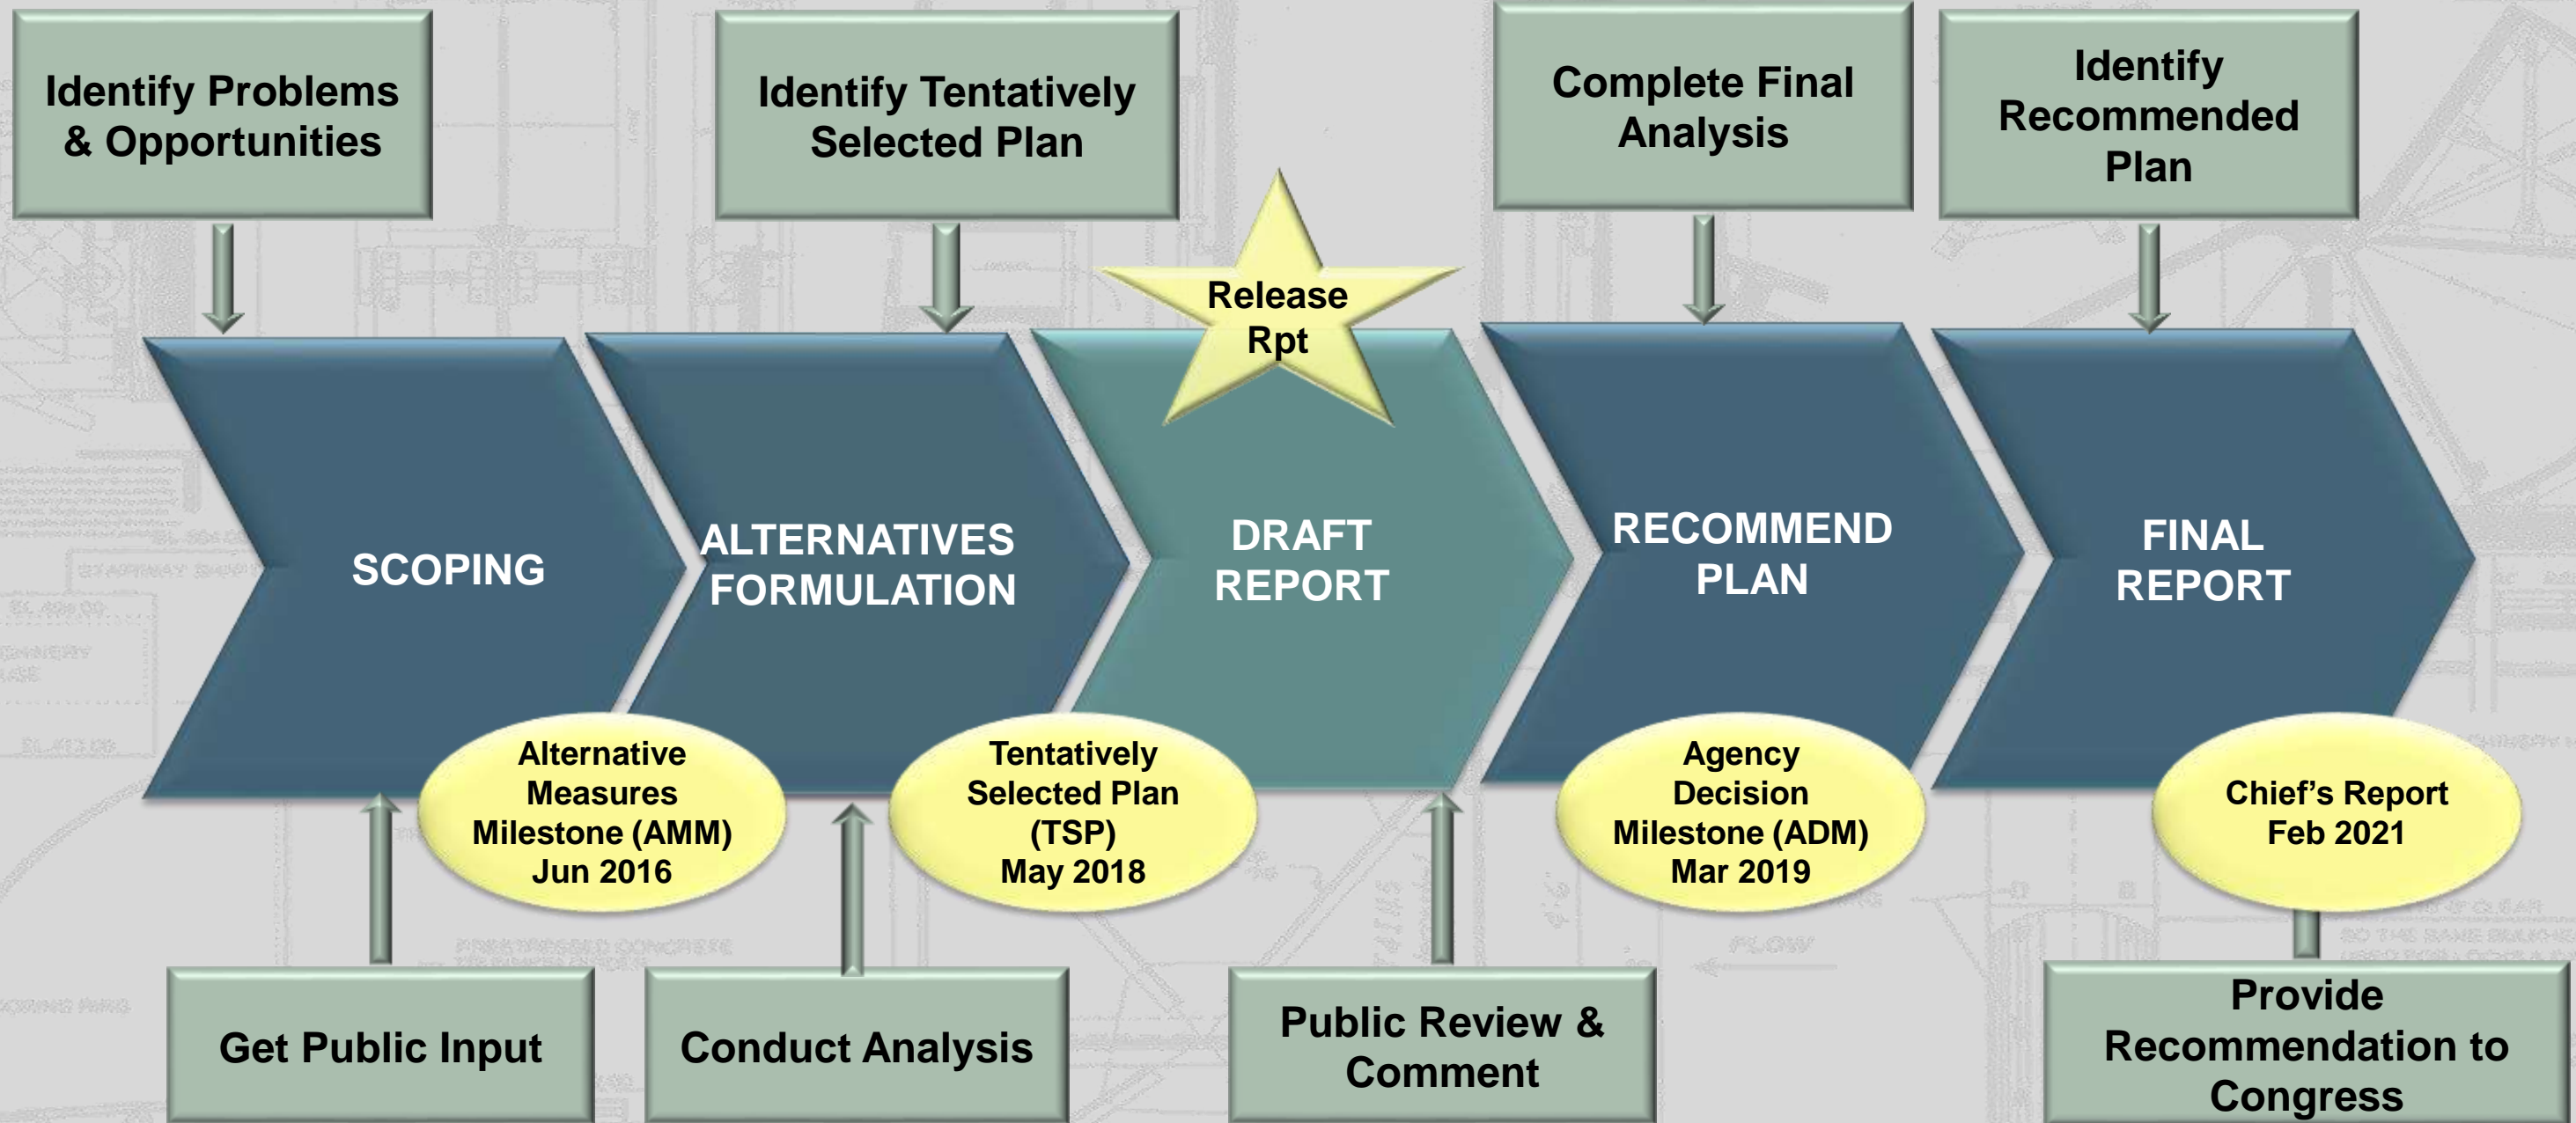 Identify Problems
& Opportunities
Identify Tentatively
Selected Plan
Complete Final
Analysis
Identify
Recommended
Plan
Release
Rpt
SCOPING
ALTERNATIVES
FORMULATION
DRAFT
REPORT
RECOMMEND
PLAN
FINAL
REPORT
Alternative
Measures
Milestone (AMM)
Jun 2016
Tentatively
Selected Plan
(TSP)
May 2018
Agency
Decision
Milestone (ADM)
Mar 2019
Chief’s Report
Feb 2021
Get Public Input
Conduct Analysis
Public Review &
Comment
Provide
Recommendation to
Congress
FLOW